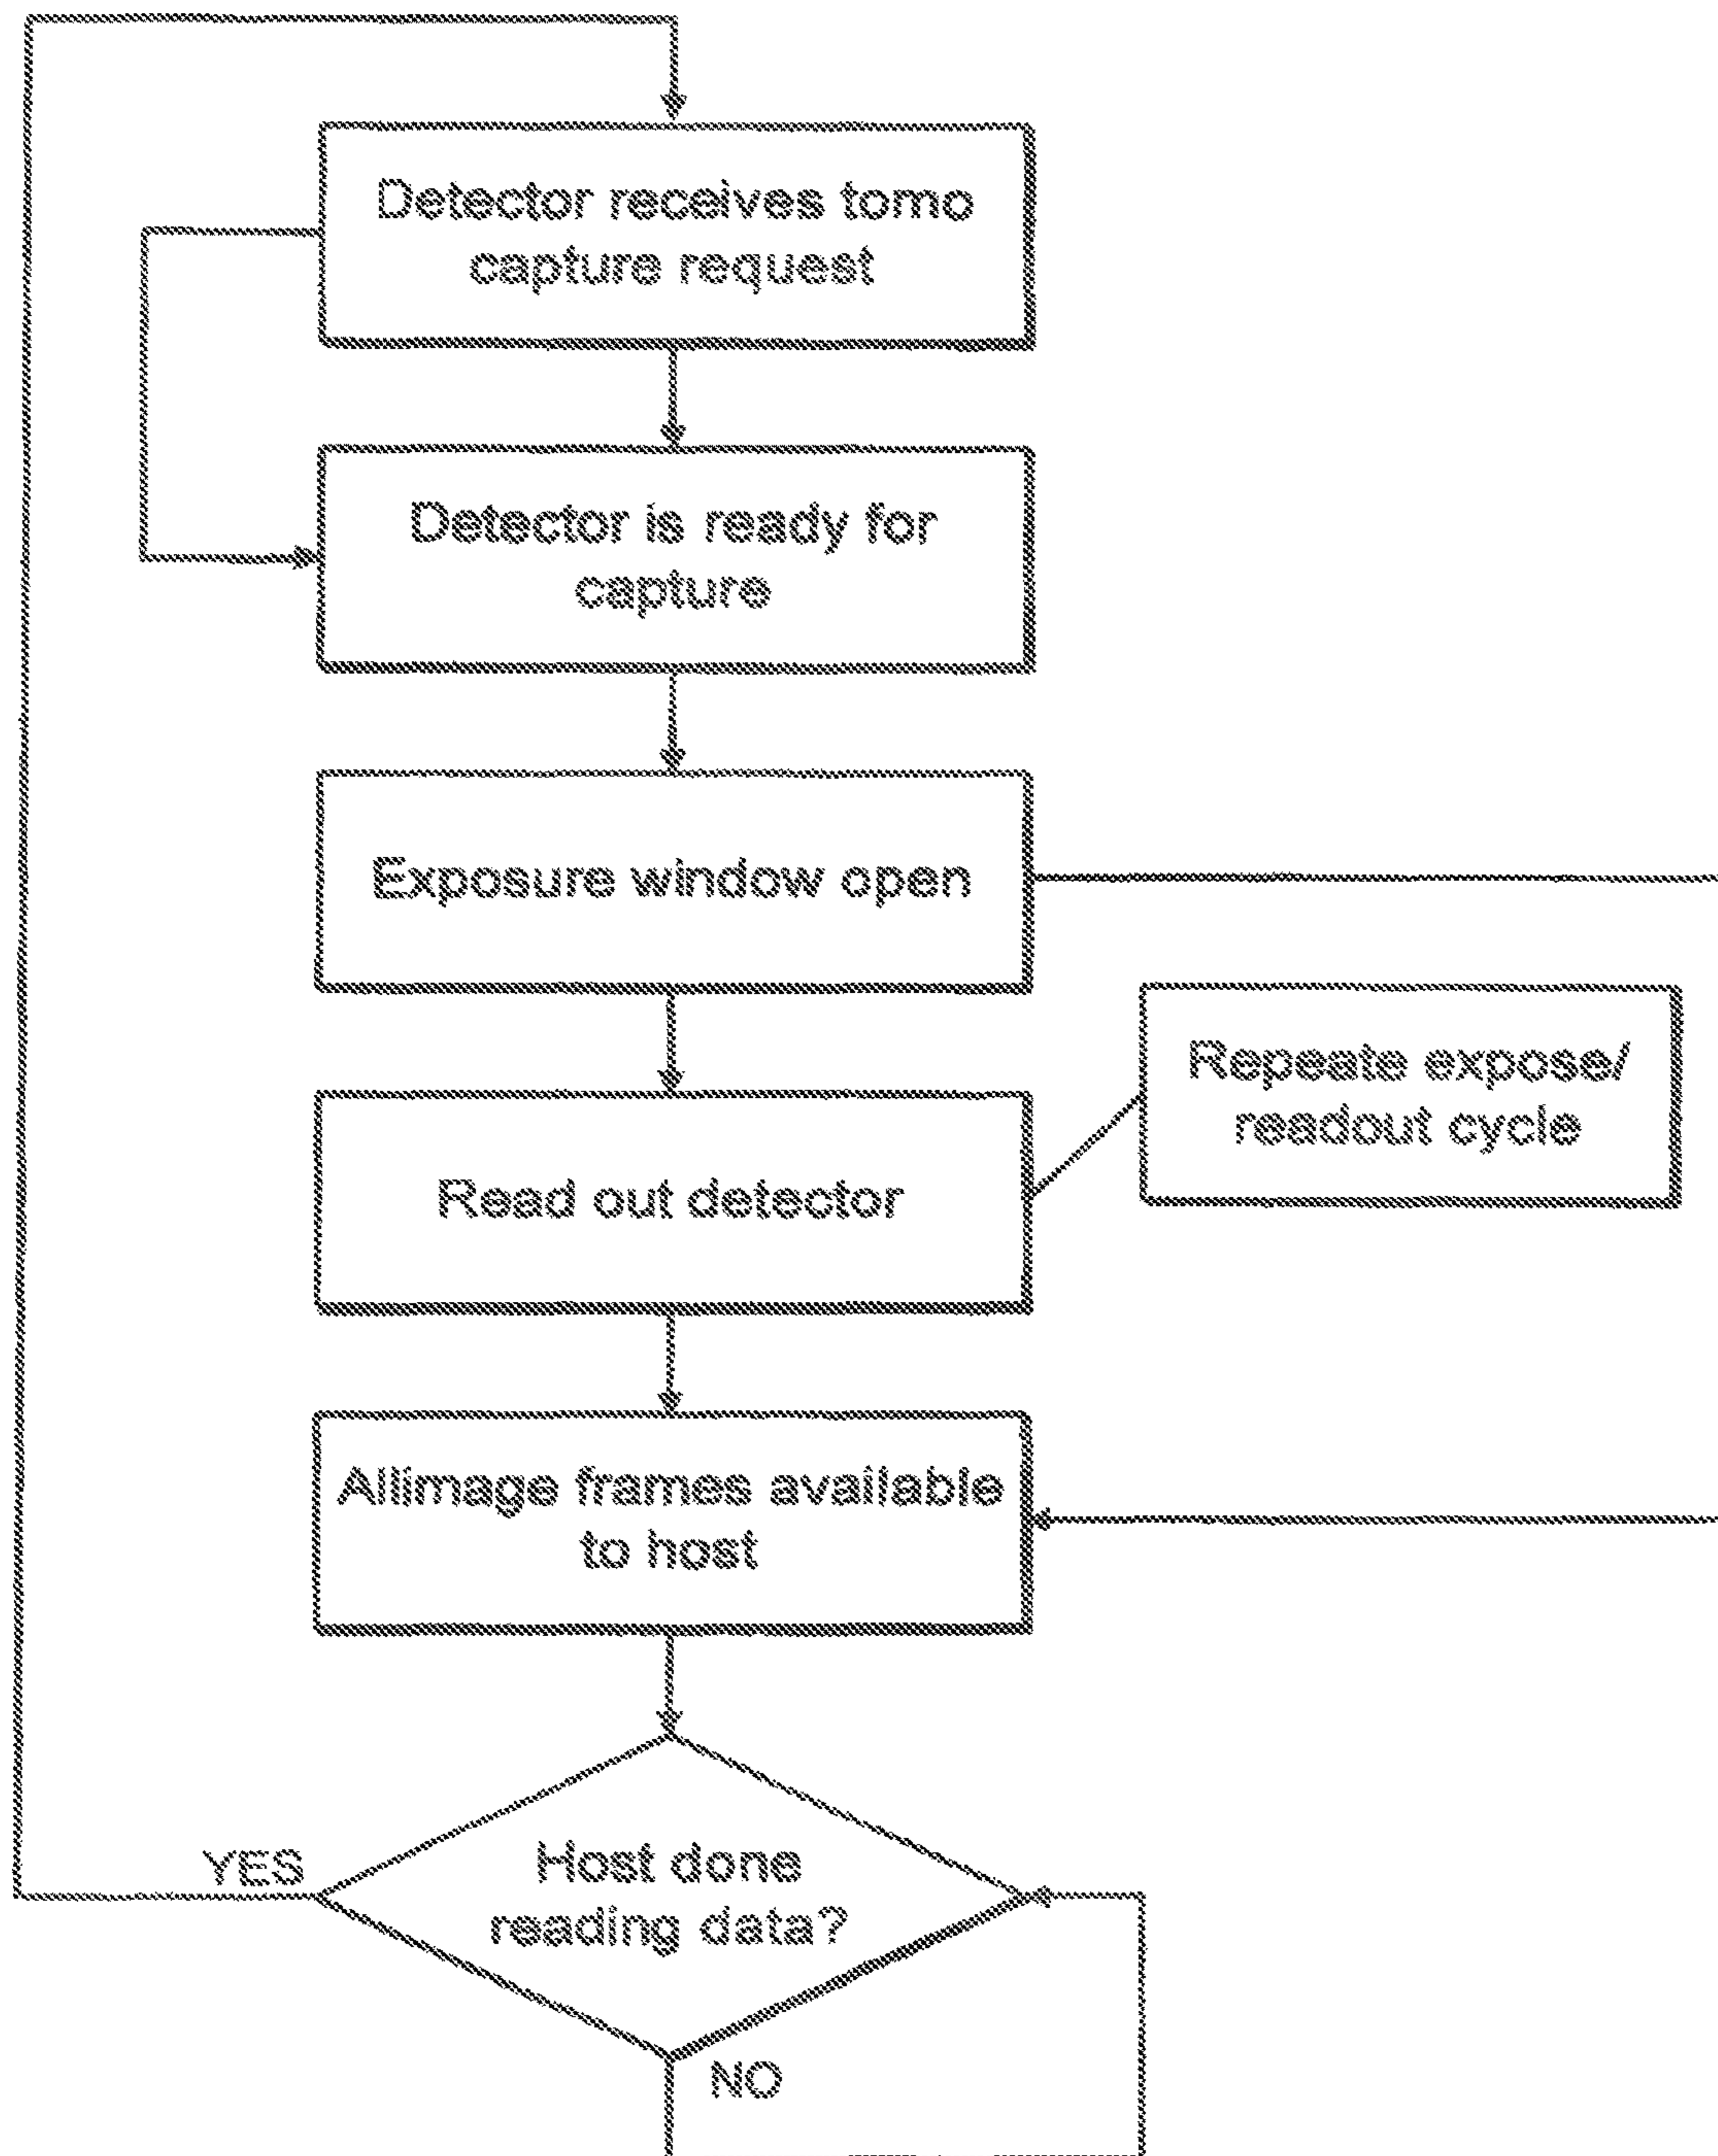 Detector receives tomo
capture request
Detector is ready for
capture
Exposure window open
Repeate expose/
readout cycle
Read out detector
Allimage frames available
to host
YES
Host done
reading data?
NO